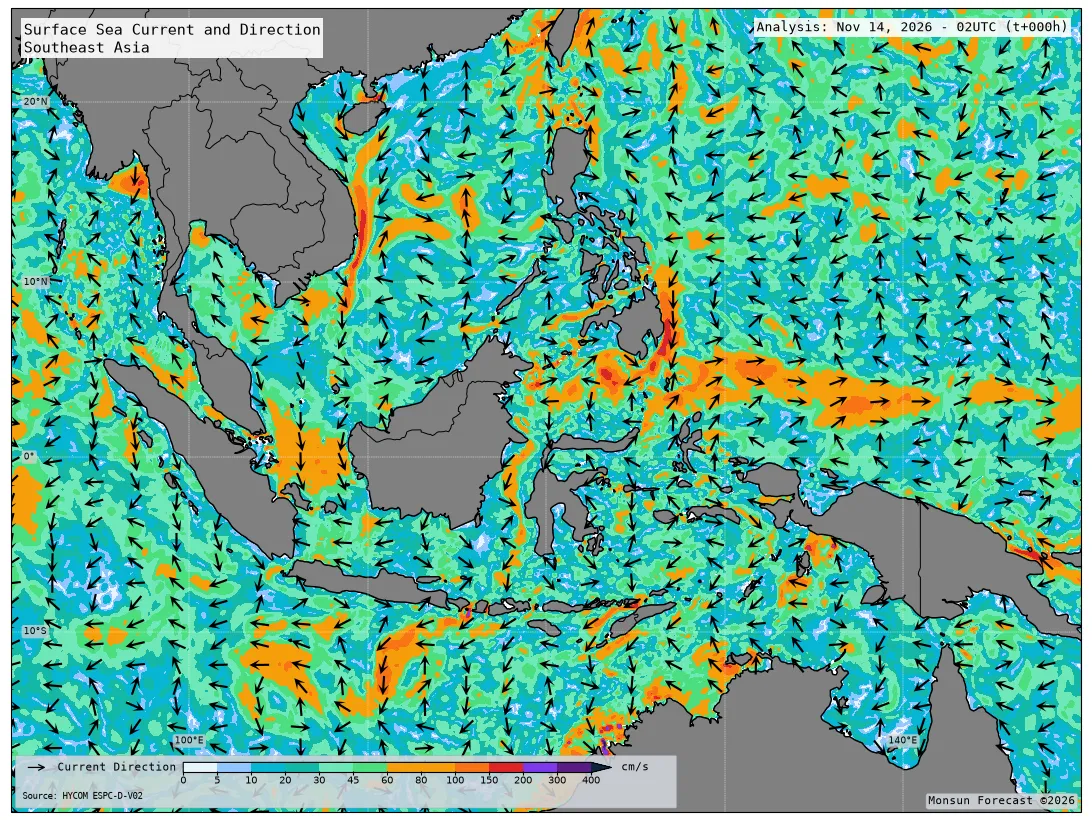 Surface Sea Current and Direction
Southeast Asia
Analysis: Nov 14, 2026 - 02UTC (t+000h)
20°N
10°N
0°
10°S
100°E
140°E
Current Direction
cm/s
0 5 10 20 30 45 60 80 100 150 200 300 400
Source: HYCOM ESPC-D-V02
Monsun Forecast ©2026